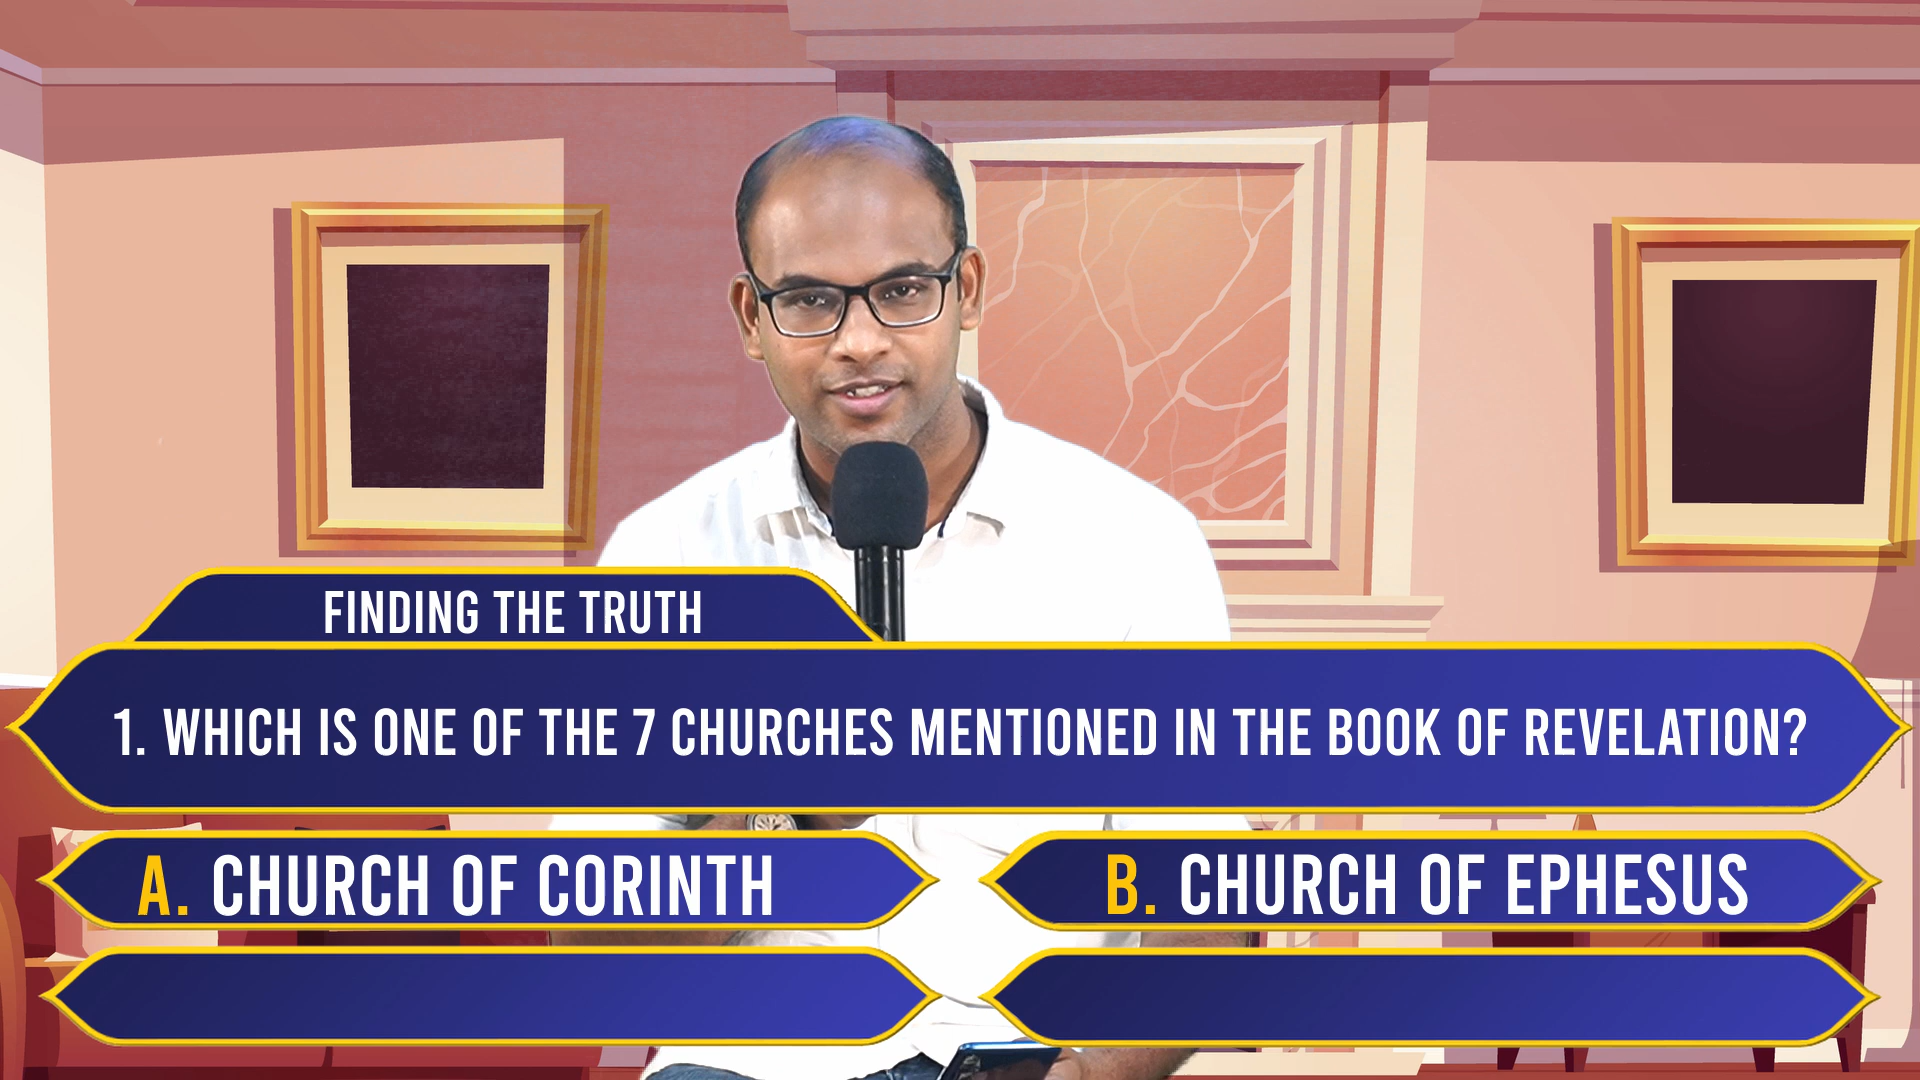 FINDING THE TRUTH
1. WHICH IS ONE OF THE 7 CHURCHES MENTIONED IN THE BOOK OF REVELATION?
A. CHURCH OF CORINTH
B. CHURCH OF EPHESUS